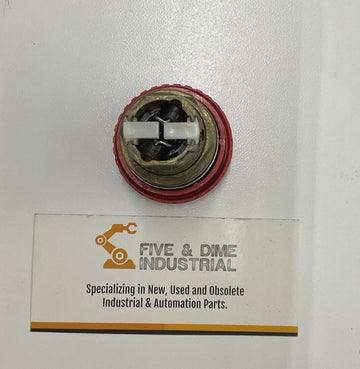 FIVE & DIME
INDUSTRIAL
Specializing in New, Used and Obsolete
Industrial & Automation Parts.